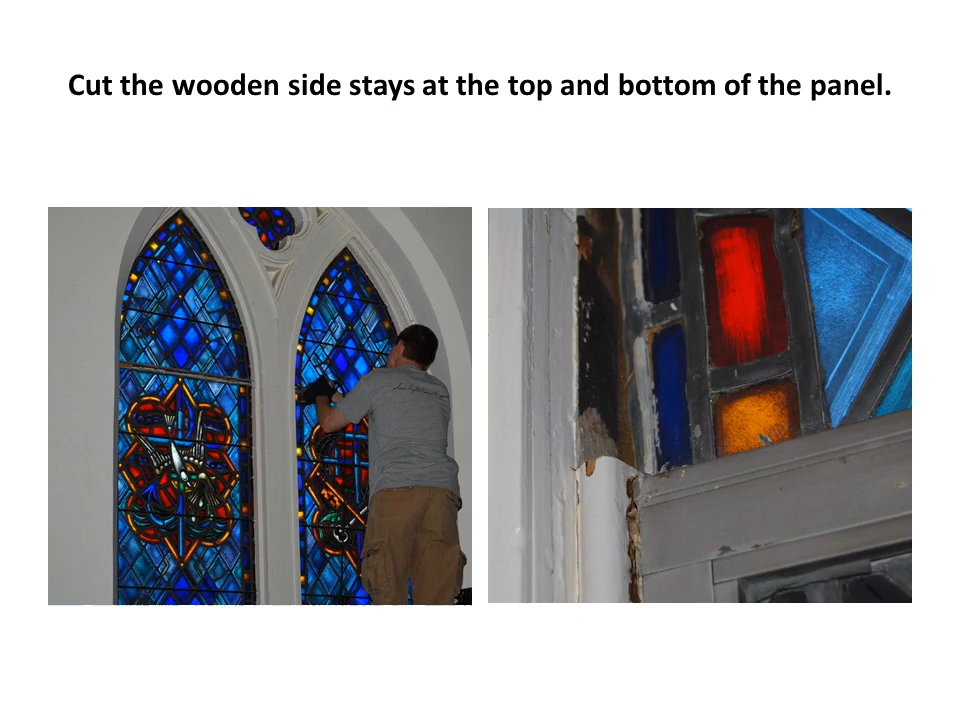 Cut the wooden side stays at the top and bottom of the panel.